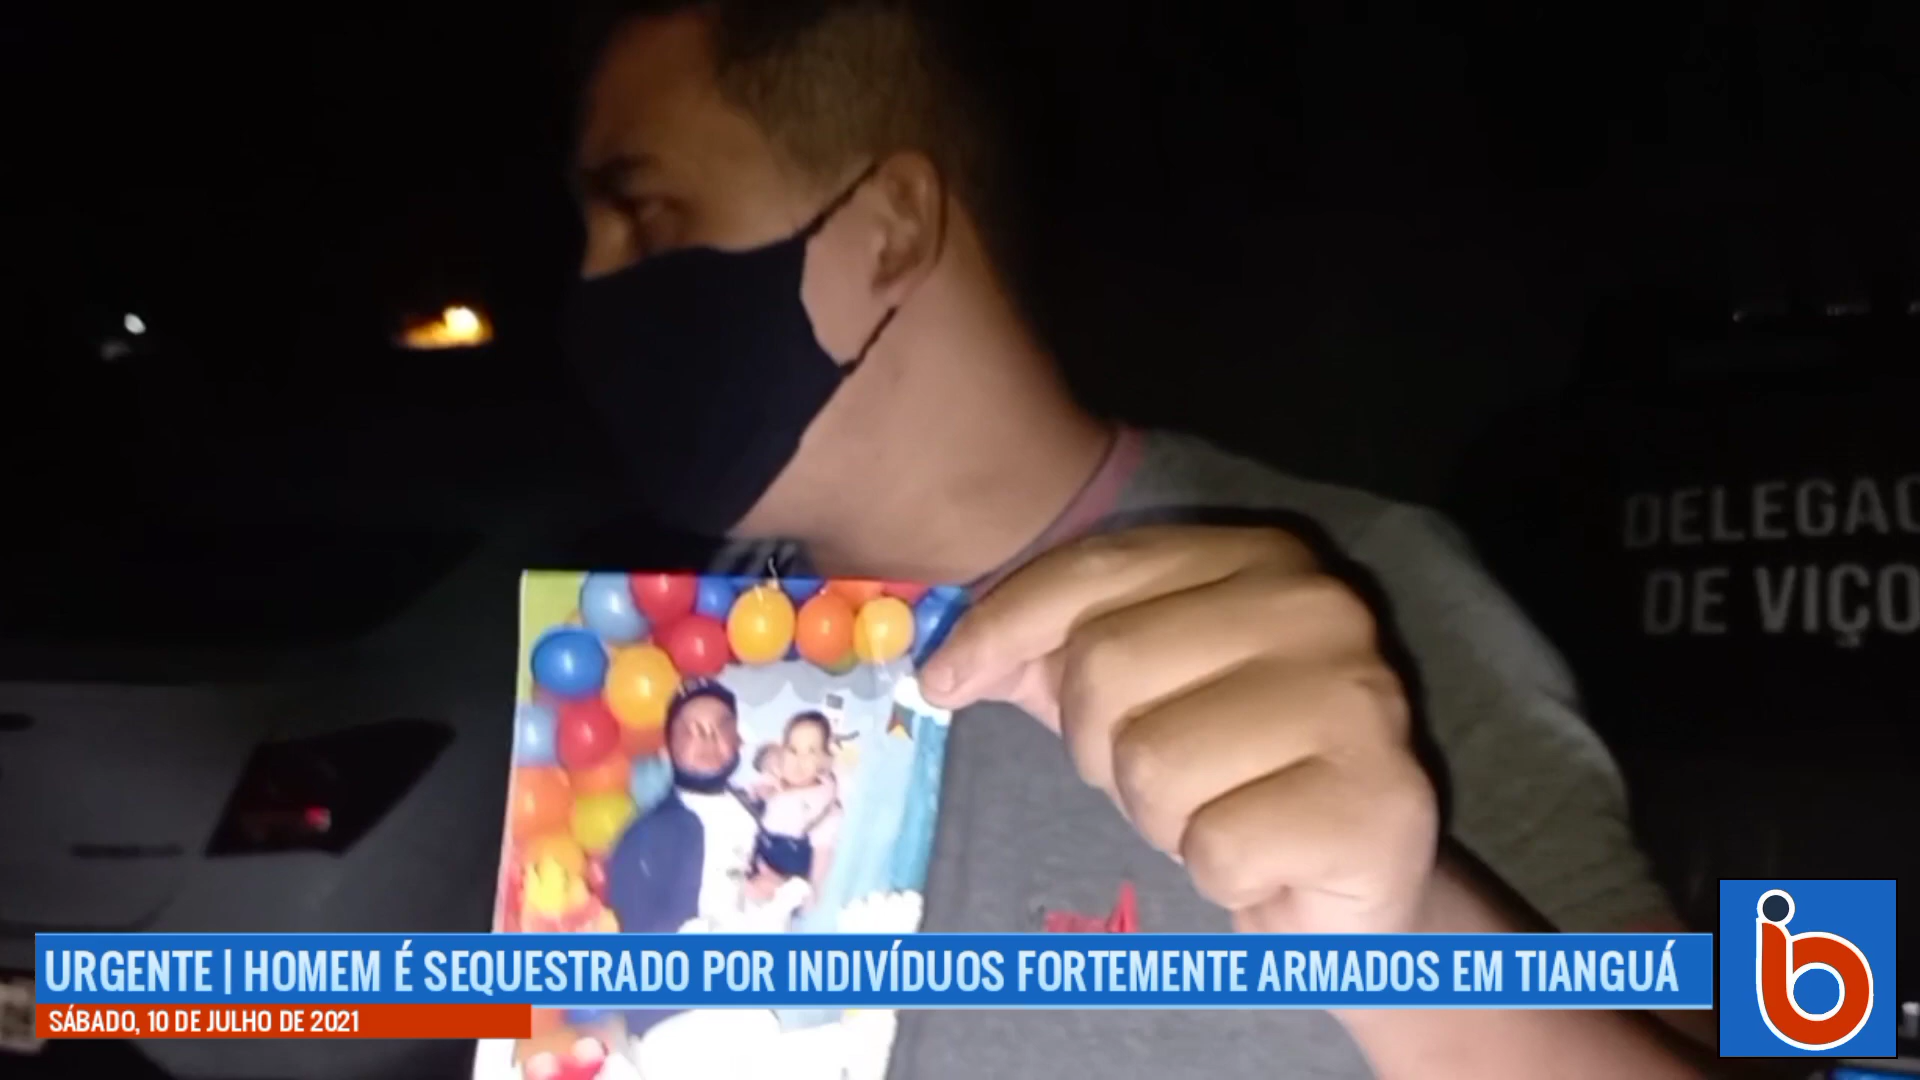 DELEGAC
DE VIÇO
URGENTE | HOMEM É SEQUESTRADO POR INDIVÍDUOS FORTEMENTE ARMADOS EM TIANGUÁ
SÁBADO, 10 DE JULHO DE 2021
b